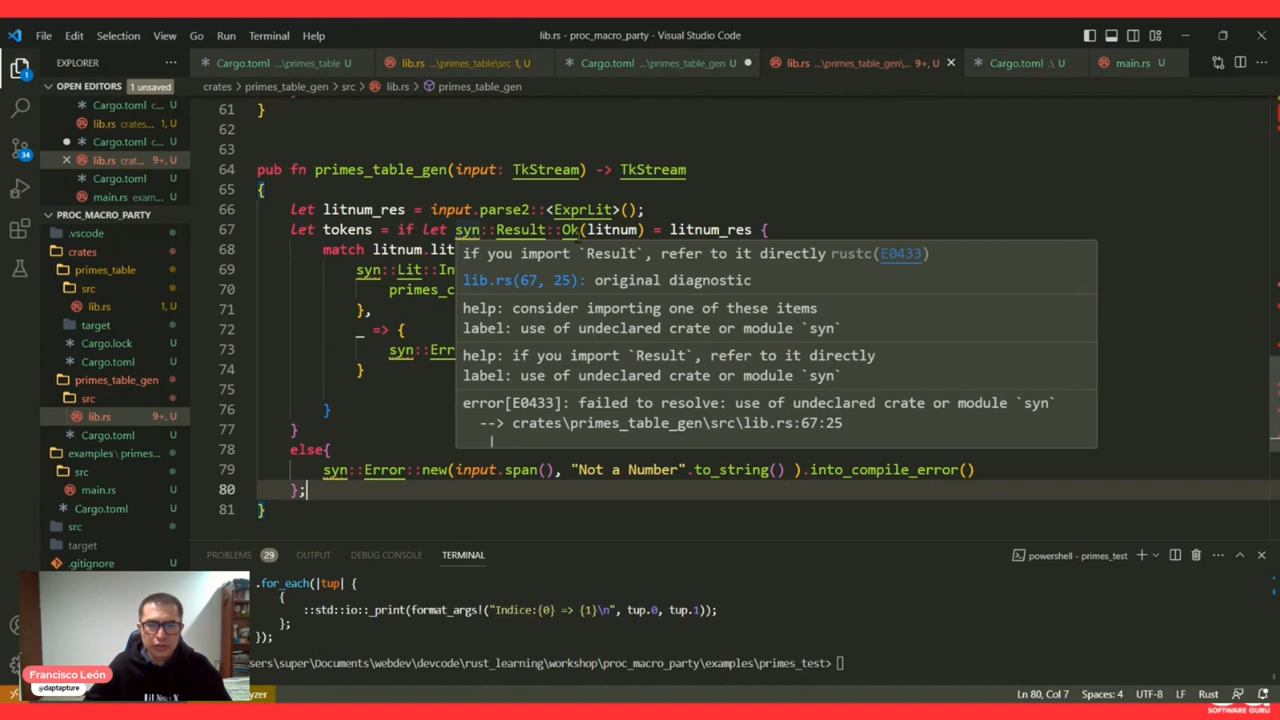 File Edit Selection View Go Run Terminal Help
lib.rs - proc_macro_party - Visual Studio Code
EXPLORER
Cargo.toml ...\primes_table U
lib.rs ...\primes_table\src 1, U
Cargo.toml ...\primes_table_gen U
lib.rs ...\primes_table_gen\... 9+, U
Cargo.toml .\ U
main.rs U
OPEN EDITORS 1 unsaved
Cargo.toml c... U
lib.rs crates... 1, U
Cargo.toml c... U
lib.rs crat... 9+, U
Cargo.toml U
main.rs exam... U
PROC_MACRO_PARTY
.vscode
crates
primes_table
src
lib.rs 1, U
target
Cargo.lock U
Cargo.toml U
primes_table_gen
src
lib.rs 9+, U
Cargo.toml U
examples\primes...
src
main.rs U
Cargo.toml U
src
target
.gitignore U
crates > primes_table_gen > src > lib.rs > primes_table_gen
61 }
62
63
64 pub fn primes_table_gen(input: TkStream) -> TkStream
65 {
66 let litnum_res = input.parse2::<ExprLit>();
67 let tokens = if let syn::Result::Ok(litnum) = litnum_res {
68 match litnum.lit
69 syn::Lit::In
70 primes_c
71 },
72 _ => {
73 syn::Err
74 }
75
76 }
77 }
78 else{
79 syn::Error::new(input.span(), "Not a Number".to_string() ).into_compile_error()
80 };
81 }
if you import `Result`, refer to it directly rustc(E0433)
lib.rs(67, 25): original diagnostic
help: consider importing one of these items
label: use of undeclared crate or module `syn`
help: if you import `Result`, refer to it directly
label: use of undeclared crate or module `syn`
error[E0433]: failed to resolve: use of undeclared crate or module `syn`
--> crates\primes_table_gen\src\lib.rs:67:25
|
PROBLEMS 29 OUTPUT DEBUG CONSOLE TERMINAL
powershell - primes_test
.for_each(|tup| {
{
::std::io::_print(format_args!("Indice:{0} => {1}\n", tup.0, tup.1));
};
});
sers\super\Documents\webdev\devcode\rust_learning\workshop\proc_macro_party\examples\primes_test>
Francisco León
@daptapture
yzer
Ln 80, Col 7 Spaces: 4 UTF-8 LF Rust
SOFTWARE GURU